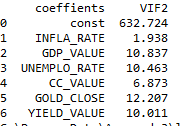 coeffients VIF2
0 const 632.724
1 INFLA_RATE 1.938
2 GDP_VALUE 10.837
3 UNEMPLO_RATE 10.463
4 CC_VALUE 6.873
5 GOLD_CLOSE 12.207
6 YIELD_VALUE 10.011